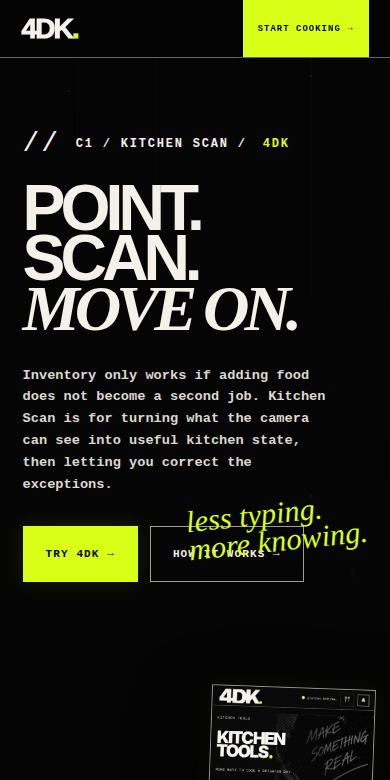 4DK.
START COOKING →
// C1 / KITCHEN SCAN / 4DK
POINT.
SCAN.
MOVE ON.
Inventory only works if adding food
does not become a second job. Kitchen
Scan is for turning what the camera
can see into useful kitchen state,
then letting you correct the
exceptions.
less typing.
more knowing.
TRY 4DK →
HOW IT WORKS →
4DK.
KITCHEN TOOLS
KITCHEN
TOOLS.
MAKE
SOMETHING
REAL.